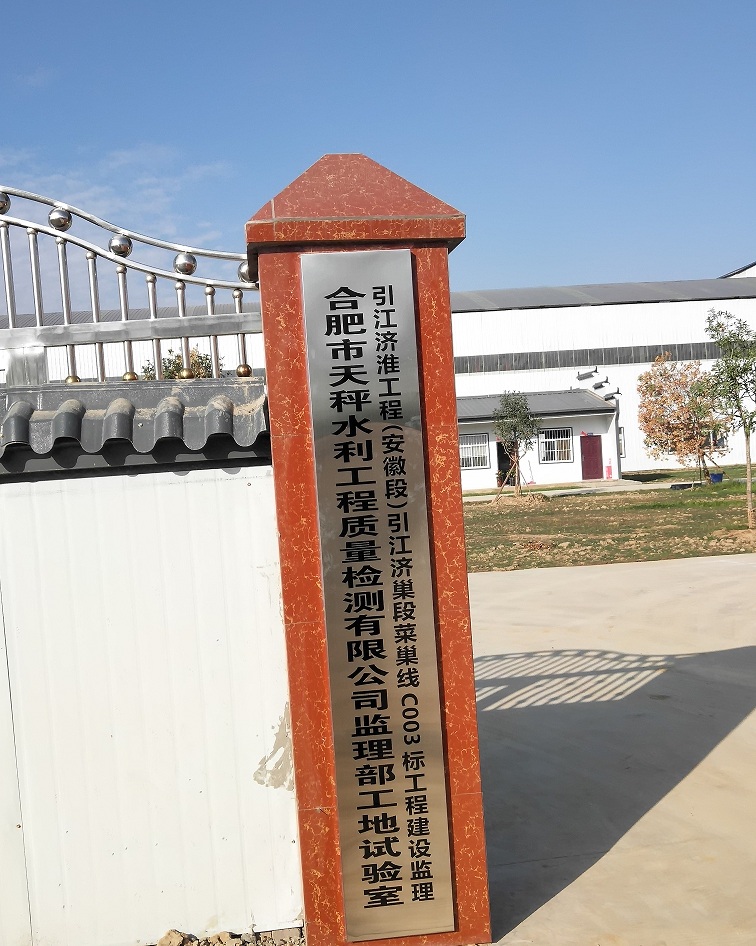 引江济淮工程(安徽段)引江济巢段菜巢线C003标工程建设监理
合肥市天秤水利工程质量检测有限公司监理部工地试验室